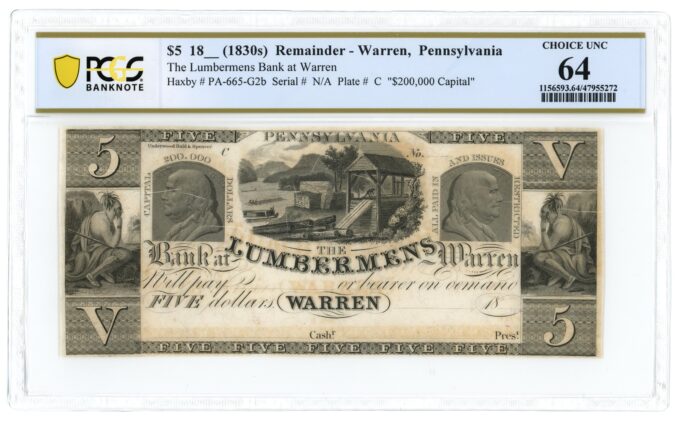 $5 18__ (1830s) Remainder - Warren, Pennsylvania
The Lumbermens Bank at Warren
Haxby # PA-665-G2b Serial # N/A Plate # C "$200,000 Capital"
PCGS
BANKNOTE
CHOICE UNC
64
1156593.64/47955272
FIVE PENNSYLVANIA FIVE
Underwood Bald & Spencer
5 V
C No.
CAPITAL 200.000 DOLLARS
ALL PAID IN AND ISSUES RESTRICTED
THE
Bank at LUMBERMENS Warren
Will pay or bearer on demand
FIVE dollars. WARREN 18
V 5
Cashr. Prest.
FIVE FIVE FIVE FIVE FIVE FIVE